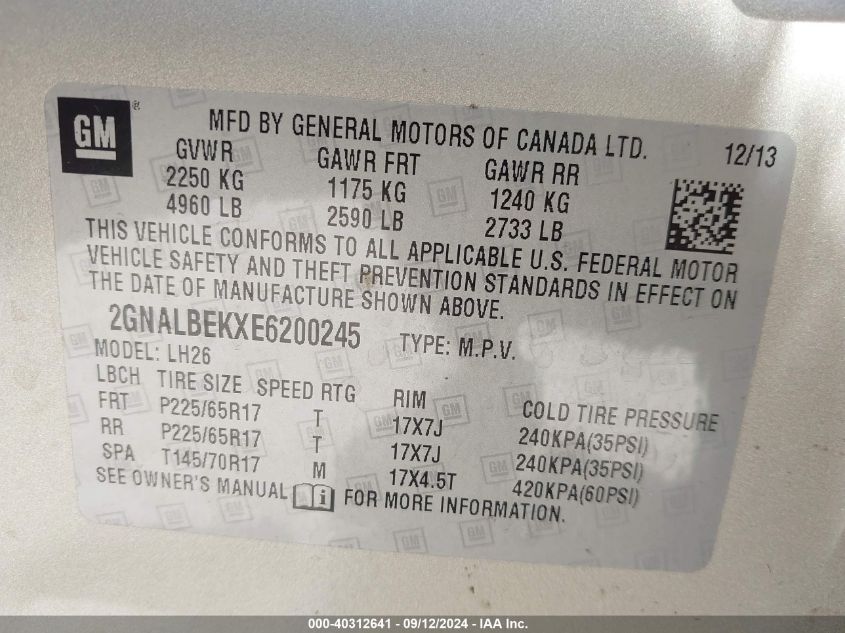 GM ®
MFD BY GENERAL MOTORS OF CANADA LTD. 12/13
GVWR GAWR FRT GAWR RR
2250 KG 1175 KG 1240 KG
4960 LB 2590 LB 2733 LB
THIS VEHICLE CONFORMS TO ALL APPLICABLE U.S. FEDERAL MOTOR
VEHICLE SAFETY AND THEFT PREVENTION STANDARDS IN EFFECT ON
THE DATE OF MANUFACTURE SHOWN ABOVE.
2GNALBEKXE6200245 TYPE: M.P.V.
MODEL: LH26
LBCH TIRE SIZE SPEED RTG RIM COLD TIRE PRESSURE
FRT P225/65R17 T 17X7J 240KPA(35PSI)
RR P225/65R17 T 17X7J 240KPA(35PSI)
SPA T145/70R17 M 17X4.5T 420KPA(60PSI)
SEE OWNER'S MANUAL i FOR MORE INFORMATION.
000-40312641 - 09/12/2024 - IAA Inc.